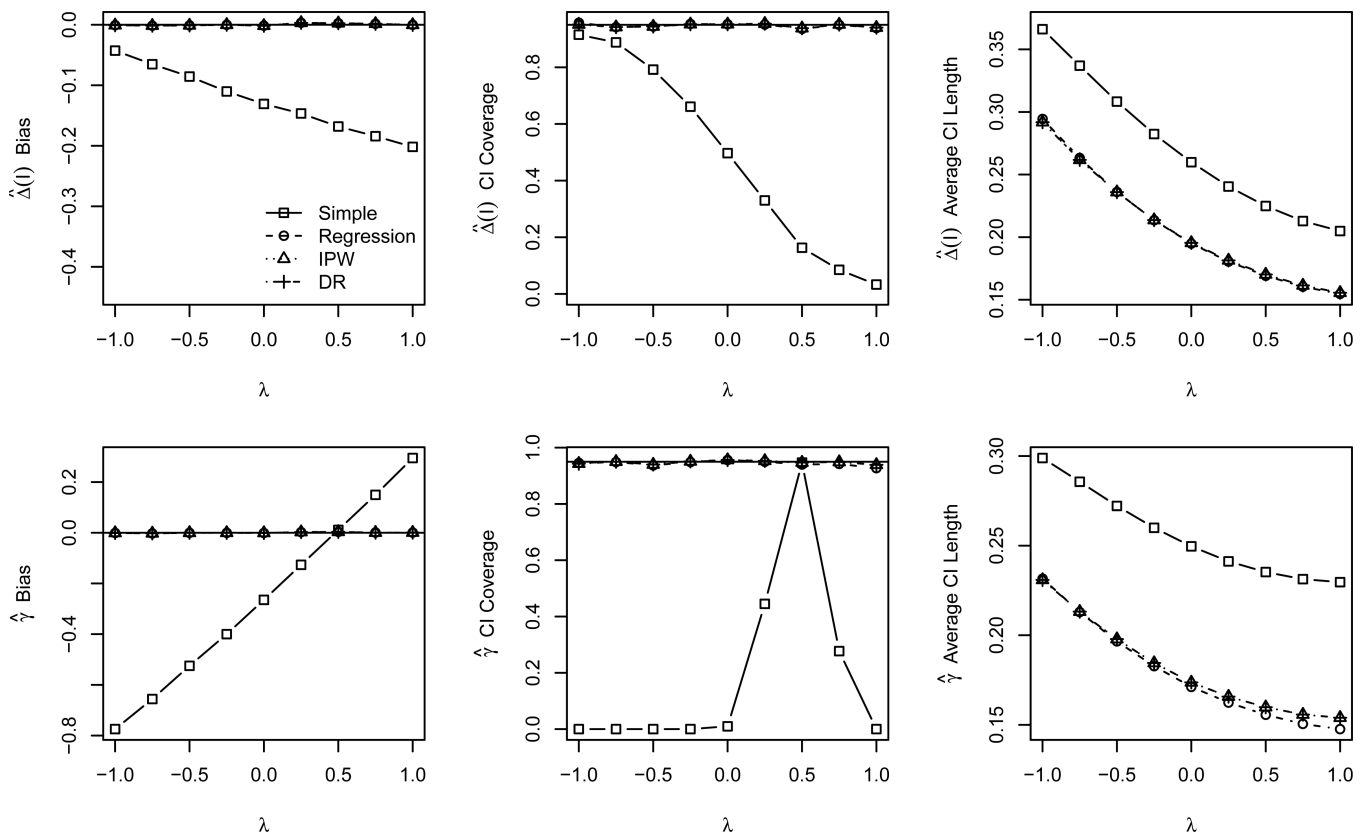 Δ̂(l) Bias
0.0
−0.1
−0.2
−0.3
−0.4
Simple
Regression
IPW
DR
−1.0 −0.5 0.0 0.5 1.0
λ
Δ̂(l) CI Coverage
0.8
0.6
0.4
0.2
0.0
−1.0 −0.5 0.0 0.5 1.0
λ
Δ̂(l) Average CI Length
0.35
0.30
0.25
0.20
0.15
−1.0 −0.5 0.0 0.5 1.0
λ
γ̂ Bias
0.2
0.0
−0.4
−0.8
−1.0 −0.5 0.0 0.5 1.0
λ
γ̂ CI Coverage
1.0
0.8
0.6
0.4
0.2
0.0
−1.0 −0.5 0.0 0.5 1.0
λ
γ̂ Average CI Length
0.30
0.25
0.20
0.15
−1.0 −0.5 0.0 0.5 1.0
λ